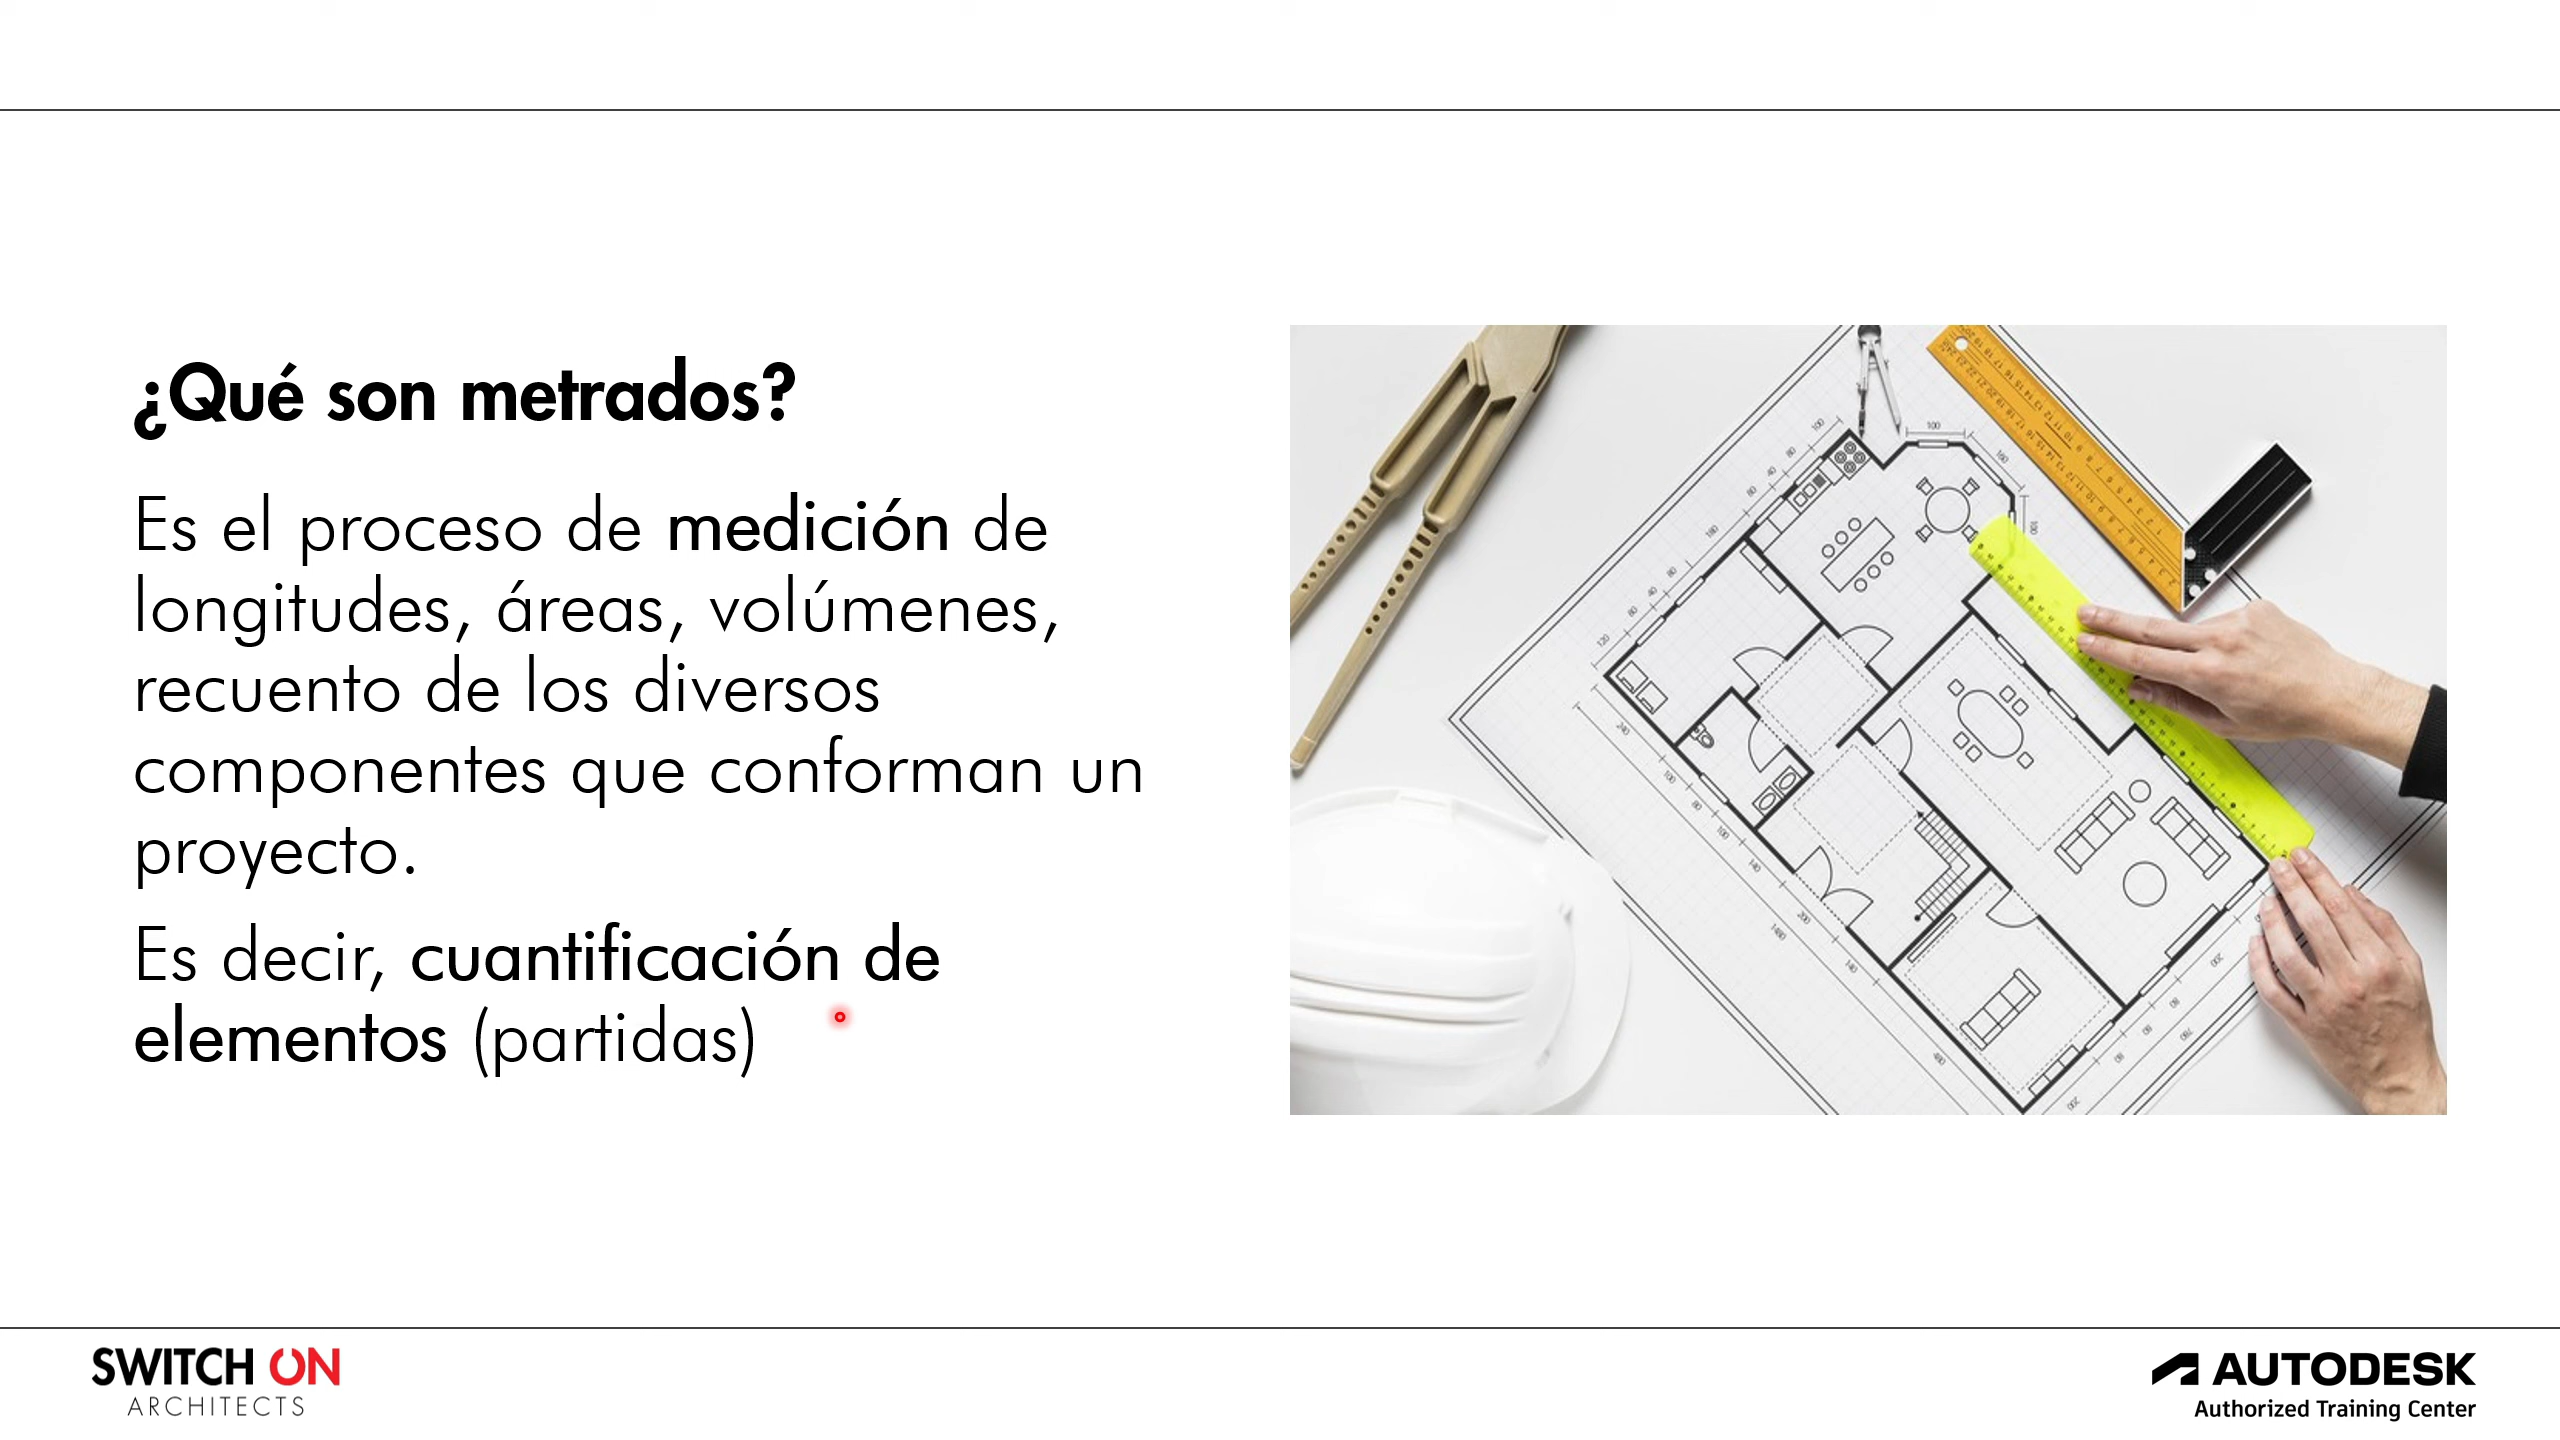 ¿Qué son metrados?
Es el proceso de medición de
longitudes, áreas, volúmenes,
recuento de los diversos
componentes que conforman un
proyecto.
Es decir, cuantificación de
elementos (partidas)
SWITCH ON
ARCHITECTS
AUTODESK
Authorized Training Center